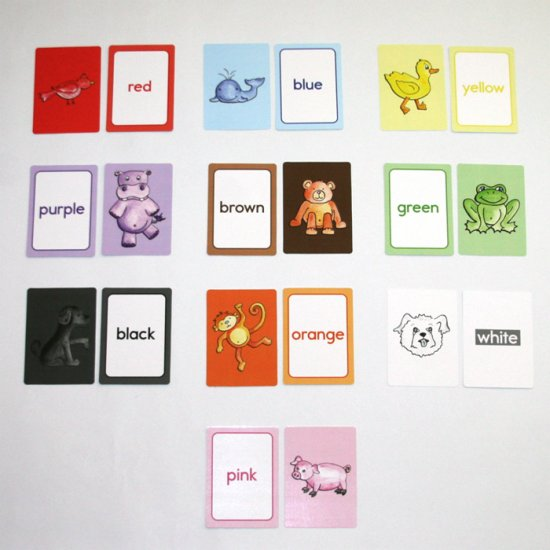 red
blue
yellow
purple
brown
green
black
orange
white
pink